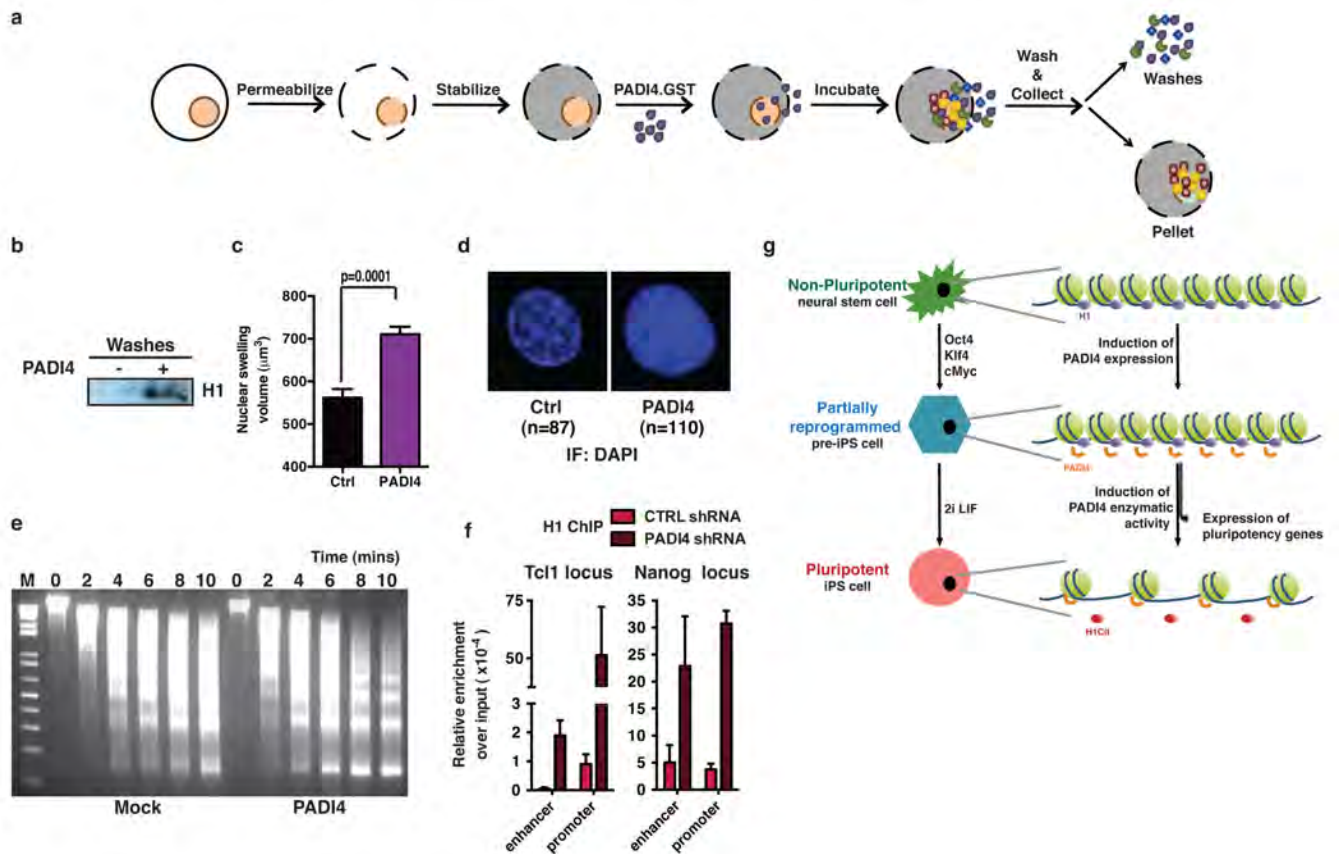 a
Permeabilize
Stabilize
PADI4.GST
Incubate
Wash
&
Collect
Washes
Pellet
b
Washes
PADI4 - +
H1
c
p=0.0001
Nuclear swelling
volume (μm³)
800
700
600
500
400
Ctrl PADI4
d
Ctrl
(n=87)
PADI4
(n=110)
IF: DAPI
e
Time (mins)
M 0 2 4 6 8 10 0 2 4 6 8 10
Mock PADI4
f
H1 ChIP
CTRL shRNA
PADI4 shRNA
Tcl1 locus
Nanog locus
Relative enrichment
over input (x10⁻⁴)
75
50
3
2
1
0
enhancer
promoter
35
30
25
20
15
10
5
0
enhancer
promoter
g
Non-Pluripotent
neural stem cell
H1
Oct4
Klf4
cMyc
Induction of
PADI4 expression
Partially
reprogrammed
pre-iPS cell
PADI4
2i LIF
Induction of
PADI4 enzymatic
activity
Expression of
pluripotency genes
Pluripotent
iPS cell
H1Cit